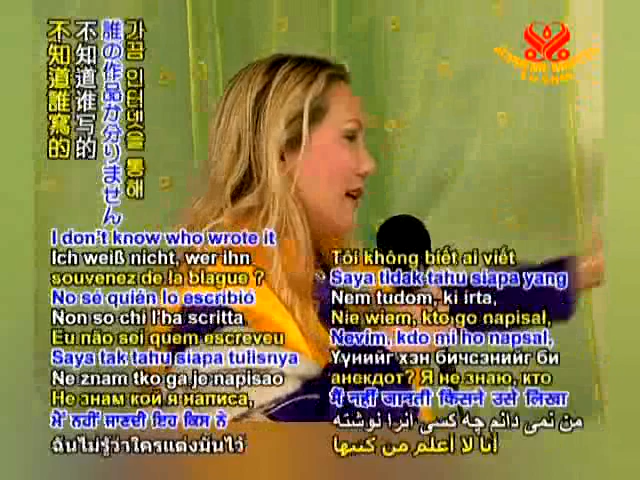 가끔 인터넷을 통해
誰の作品か分りません
不知道谁写的
不知道誰寫的
I don't know who wrote it
Ich weiß nicht, wer ihn
souvenez de la blague ?
No sé quién lo escribió
Non so chi l'ha scritta
Eu não sei quem escreveu
Saya tak tahu siapa tulisnya
Ne znam tko ga je napisao
Не знам кой я написа,
ਮੈਂ ਨਹੀਂ ਜਾਣਦੀ ਇਹ ਕਿਸ ਨੇ
ฉันไม่รู้ว่าใครแต่งมันไว้
Tôi không biết ai viết
Saya tidak tahu siapa yang
Nem tudom, ki írta,
Nie wiem, kto go napisał,
Nevím, kdo mi ho napsal,
Үүнийг хэн бичсэнийг би
анекдот? Я не знаю, кто
मैं नहीं जानती किसने उसे लिखा
من نمی دانم چه کسی آنرا نوشته
أنا لا أعلم من كتبها